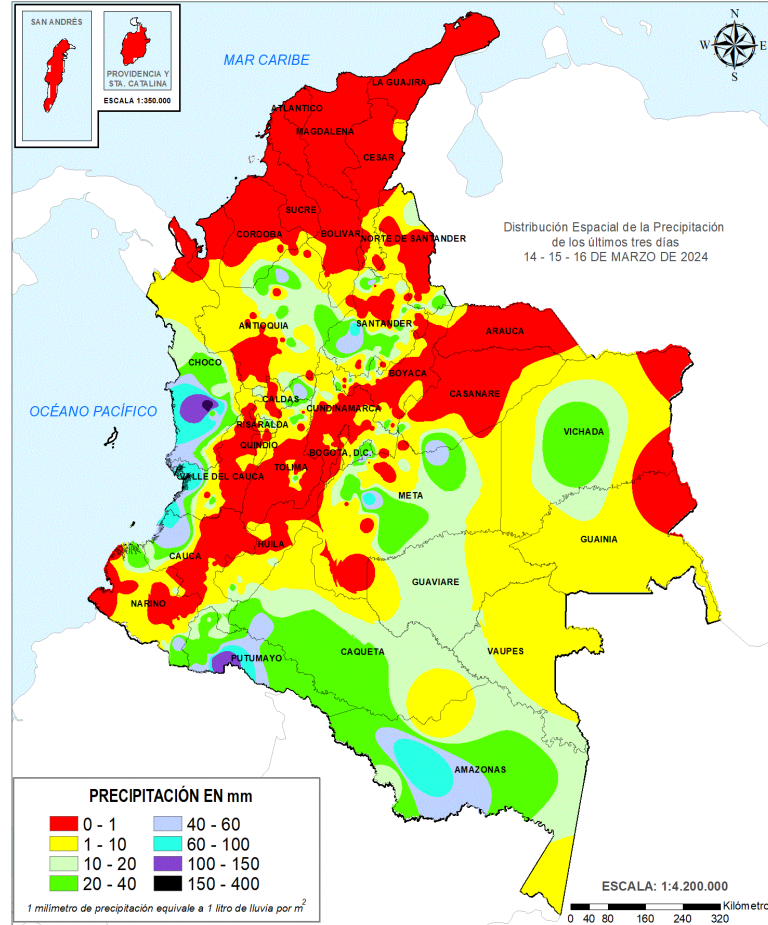 SAN ANDRÉS
PROVIDENCIA Y
STA. CATALINA
ESCALA 1:350.000
MAR CARIBE
N
W
E
S
LA GUAJIRA
ATLANTICO
MAGDALENA
CESAR
SUCRE
CORDOBA
BOLIVAR
NORTE DE SANTANDER
Distribución Espacial de la Precipitación
de los últimos tres días
14 - 15 - 16 DE MARZO DE 2024
ANTIOQUIA
SANTANDER
ARAUCA
CHOCO
BOYACA
CASANARE
OCÉANO PACÍFICO
CALDAS
CUNDINAMARCA
RISARALDA
VICHADA
QUINDIO
BOGOTA, D.C.
TOLIMA
VALLE DEL CAUCA
META
GUAINIA
CAUCA
HUILA
GUAVIARE
NARIÑO
PUTUMAYO
CAQUETA
VAUPES
AMAZONAS
PRECIPITACIÓN EN mm
0 - 1
40 - 60
1 - 10
60 - 100
10 - 20
100 - 150
20 - 40
150 - 400
1 milímetro de precipitación equivale a 1 litro de lluvia por m²
ESCALA: 1:4.200.000
Kilómetro
0 40 80 160 240 320